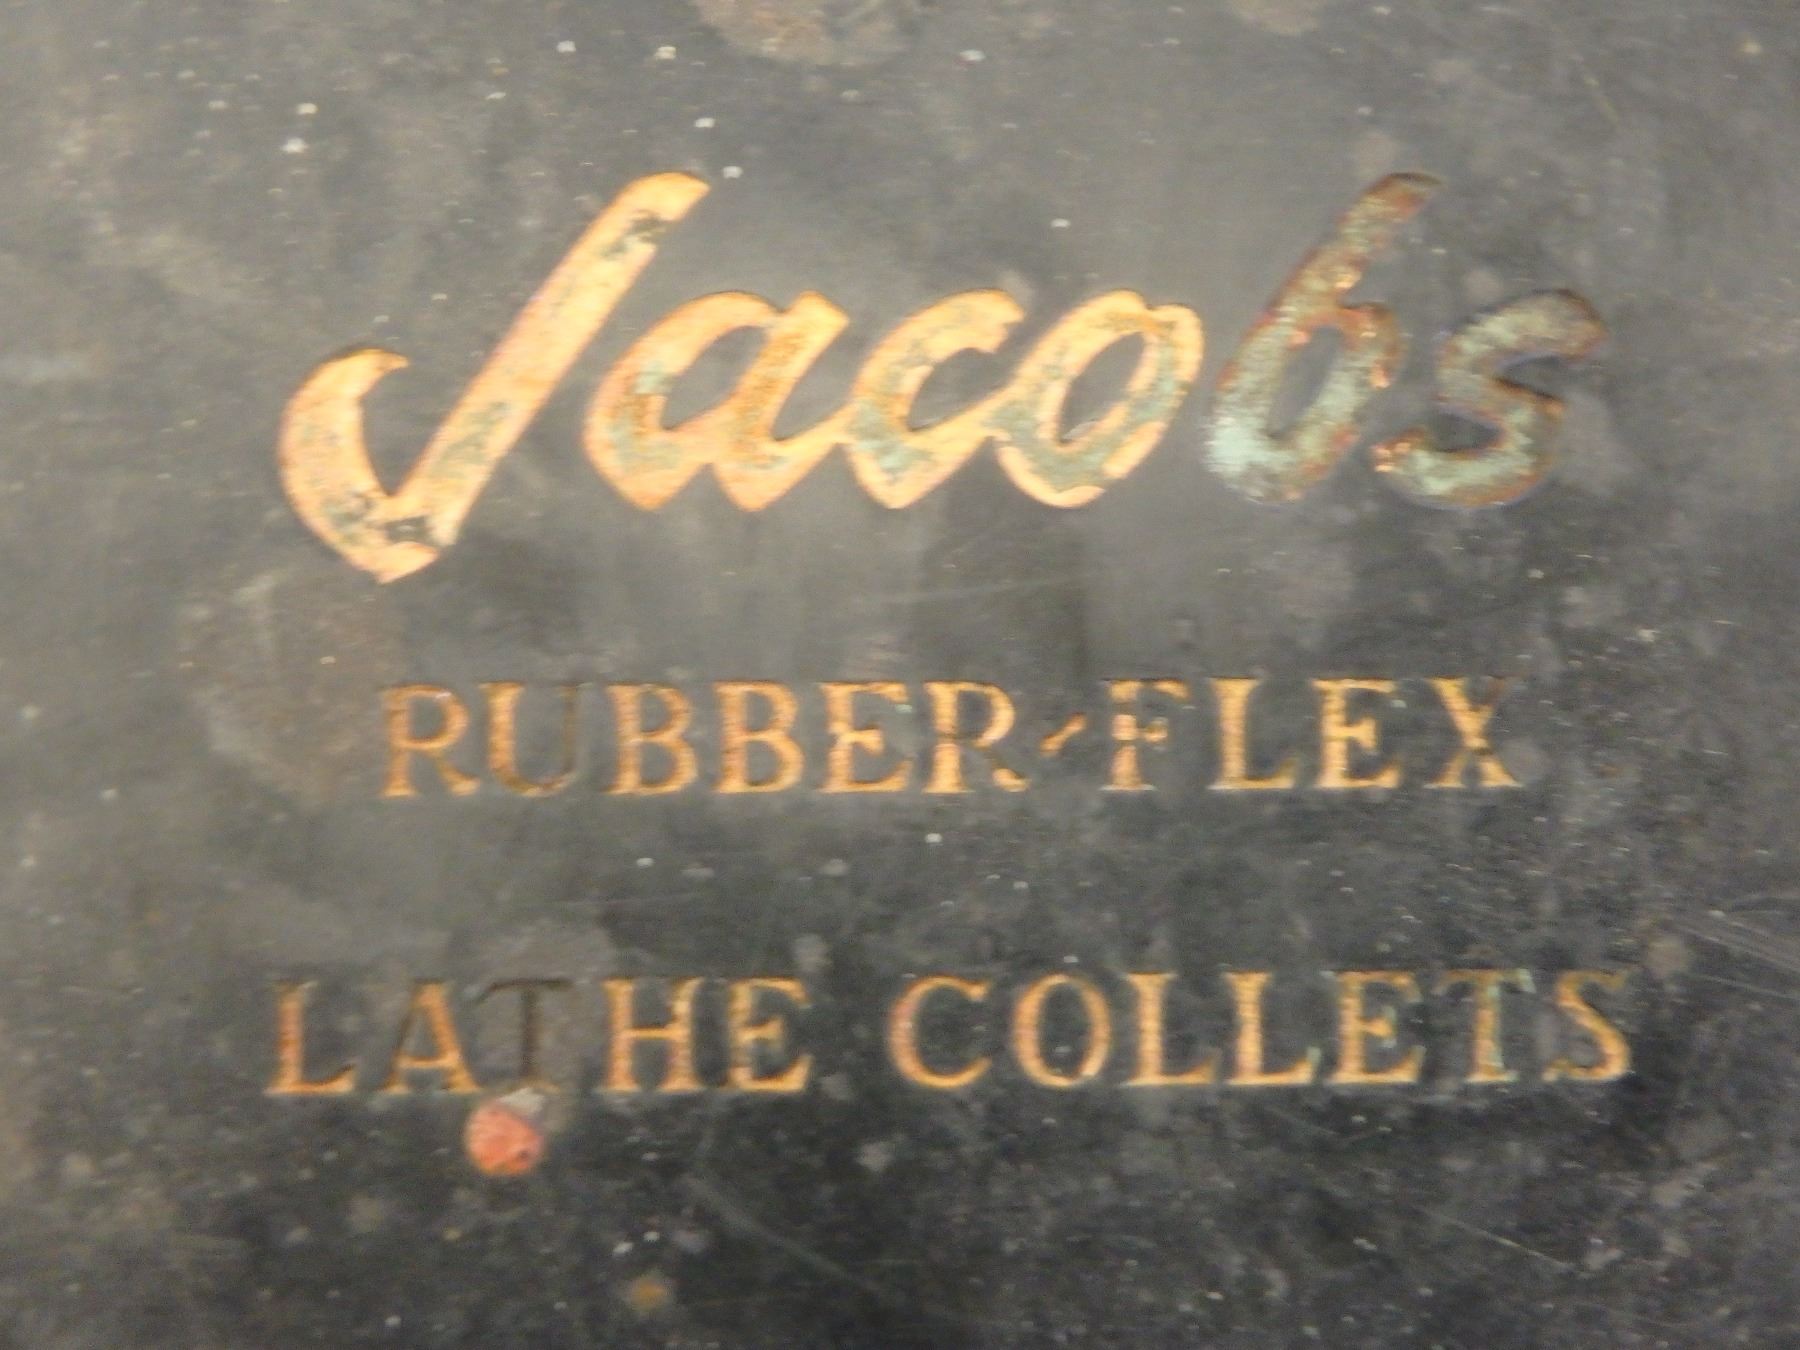 Jacobs
RUBBER-FLEX
LATHE COLLETS